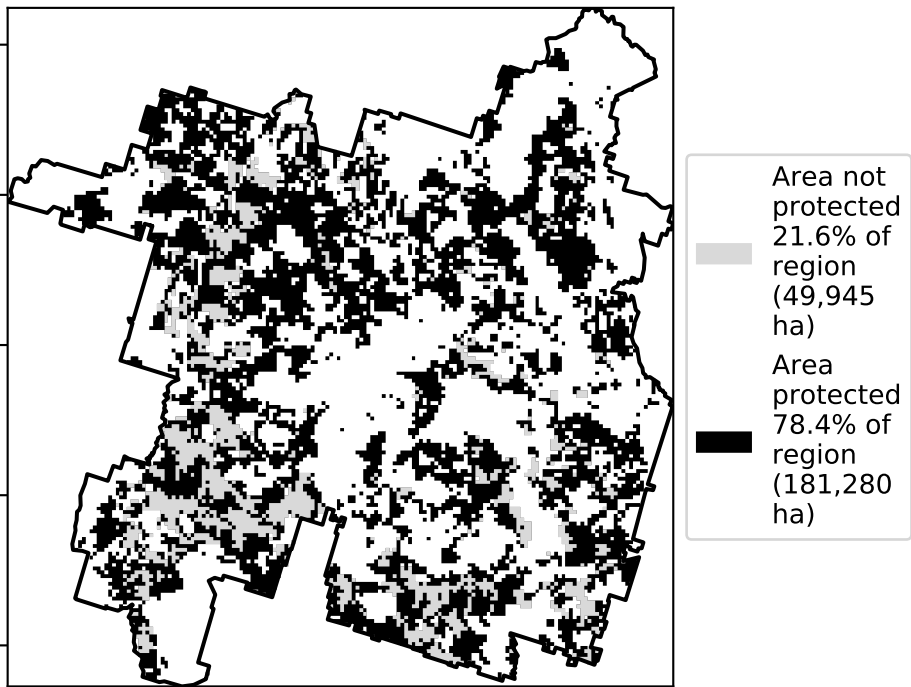 Area not
protected
21.6% of
region
(49,945
ha)
Area
protected
78.4% of
region
(181,280
ha)